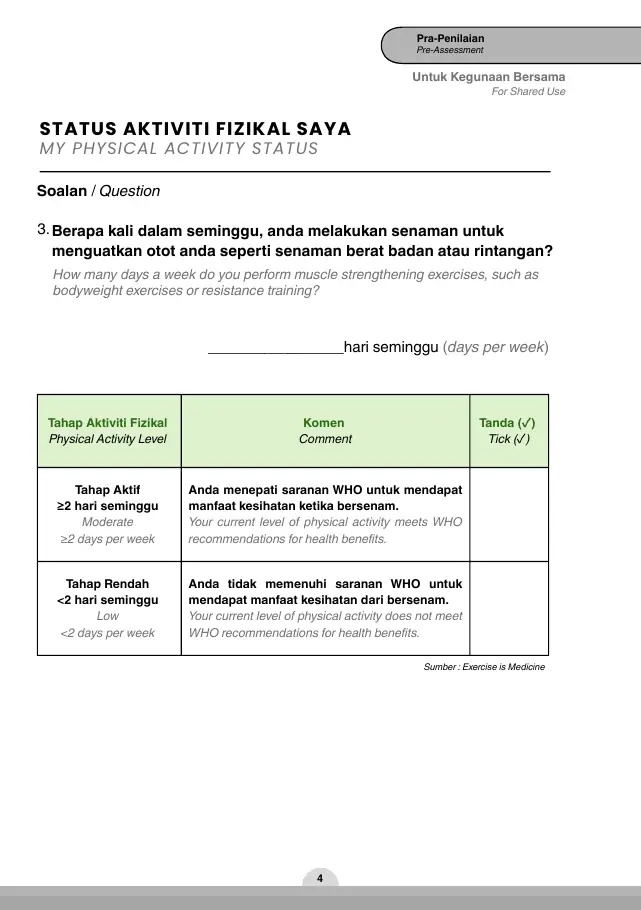 Pra-Penilaian
Pre-Assessment
Untuk Kegunaan Bersama
For Shared Use
STATUS AKTIVITI FIZIKAL SAYA
MY PHYSICAL ACTIVITY STATUS
Soalan / Question
3. Berapa kali dalam seminggu, anda melakukan senaman untuk
menguatkan otot anda seperti senaman berat badan atau rintangan?
How many days a week do you perform muscle strengthening exercises, such as
bodyweight exercises or resistance training?
________________hari seminggu (days per week)
Tahap Aktiviti Fizikal
Physical Activity Level
Komen
Comment
Tanda (✓)
Tick (✓)
Tahap Aktif
≥2 hari seminggu
Moderate
≥2 days per week
Anda menepati saranan WHO untuk mendapat
manfaat kesihatan ketika bersenam.
Your current level of physical activity meets WHO
recommendations for health benefits.
Tahap Rendah
<2 hari seminggu
Low
<2 days per week
Anda tidak memenuhi saranan WHO untuk
mendapat manfaat kesihatan dari bersenam.
Your current level of physical activity does not meet
WHO recommendations for health benefits.
Sumber : Exercise is Medicine
4